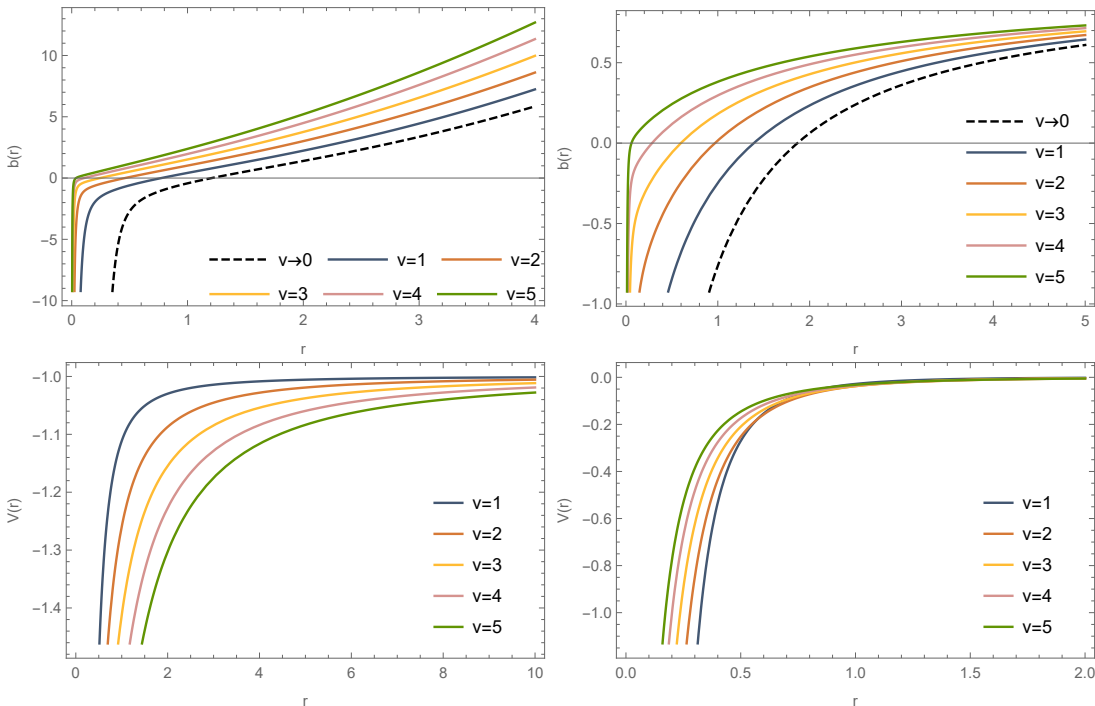 10
5
0
−5
−10
b(r)
v→0 v=1 v=2
v=3 v=4 v=5
0 1 2 3 4
r
0.5
0.0
−0.5
−1.0
b(r)
v→0
v=1
v=2
v=3
v=4
v=5
0 1 2 3 4 5
r
−1.0
−1.1
−1.2
−1.3
−1.4
V(r)
v=1
v=2
v=3
v=4
v=5
0 2 4 6 8 10
r
0.0
−0.2
−0.4
−0.6
−0.8
−1.0
V(r)
v=1
v=2
v=3
v=4
v=5
0.0 0.5 1.0 1.5 2.0
r